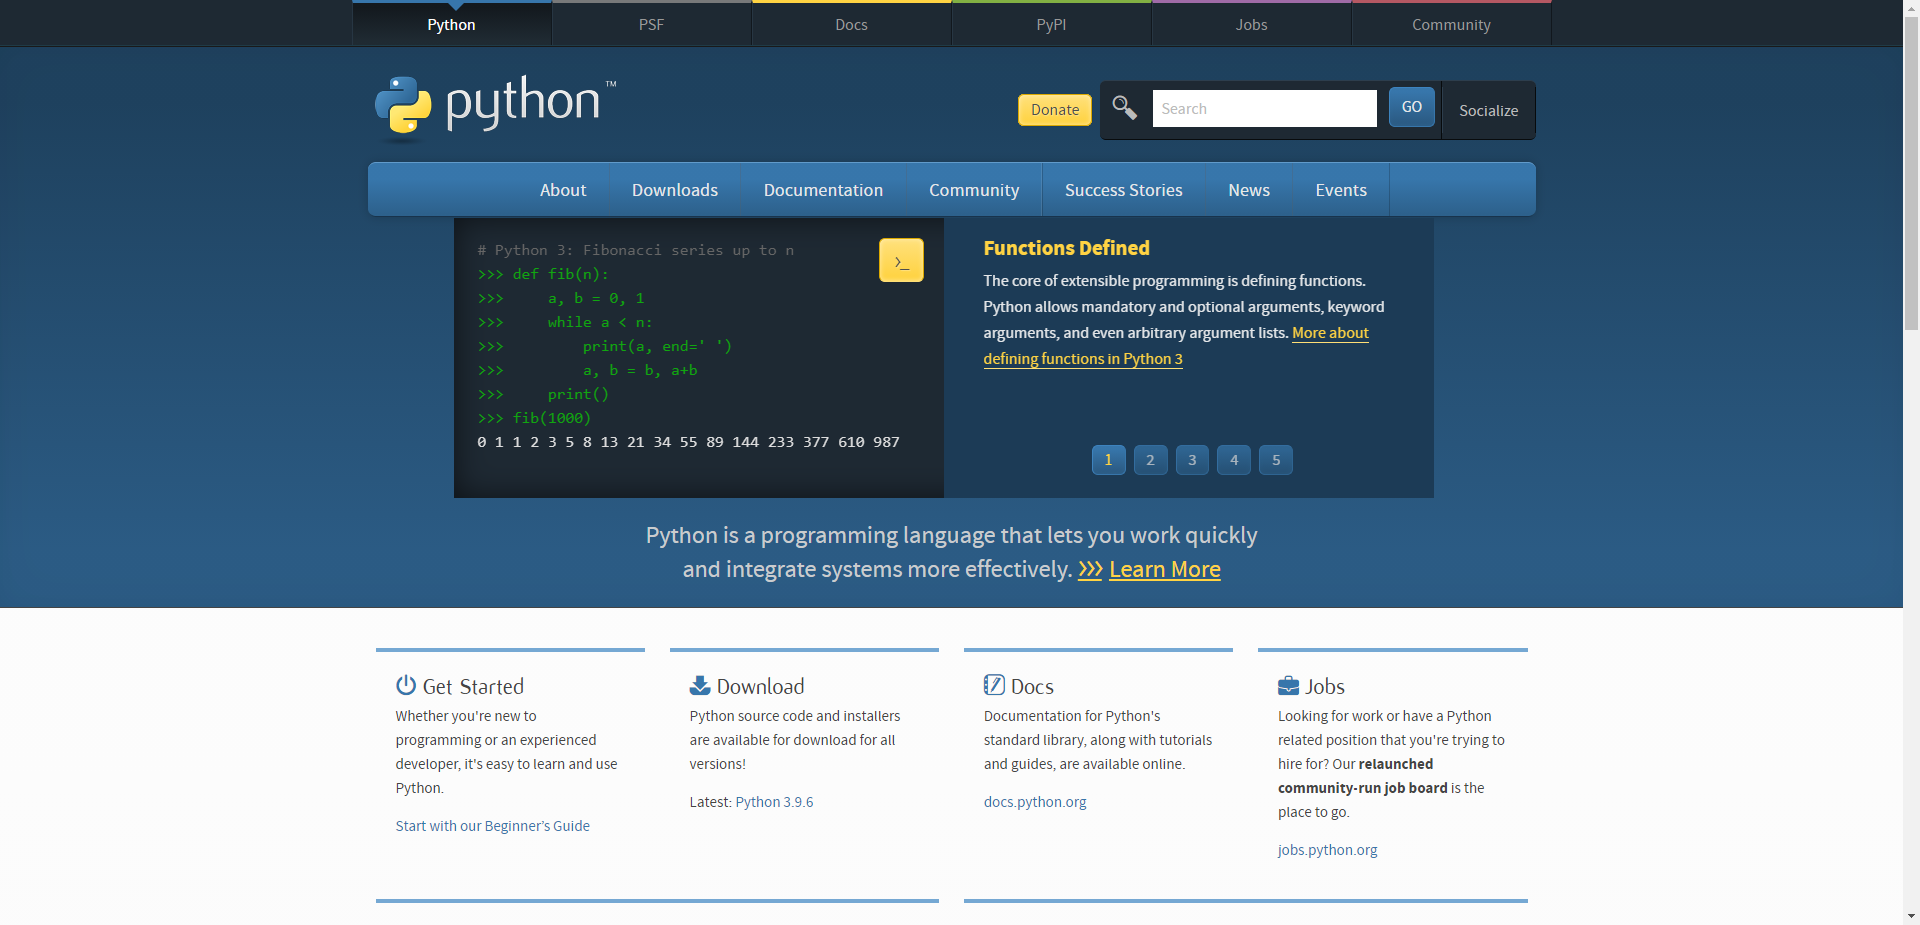 Python
PSF
Docs
PyPI
Jobs
Community
python™
Donate
Search
GO
Socialize
About
Downloads
Documentation
Community
Success Stories
News
Events
# Python 3: Fibonacci series up to n
>>> def fib(n):
>>>     a, b = 0, 1
>>>     while a < n:
>>>         print(a, end=' ')
>>>         a, b = b, a+b
>>>     print()
>>> fib(1000)
0 1 1 2 3 5 8 13 21 34 55 89 144 233 377 610 987
>_
Functions Defined
The core of extensible programming is defining functions.
Python allows mandatory and optional arguments, keyword
arguments, and even arbitrary argument lists. More about
defining functions in Python 3
1
2
3
4
5
Python is a programming language that lets you work quickly
and integrate systems more effectively. >>> Learn More
Get Started
Whether you're new to
programming or an experienced
developer, it's easy to learn and use
Python.
Start with our Beginner’s Guide
Download
Python source code and installers
are available for download for all
versions!
Latest: Python 3.9.6
Docs
Documentation for Python's
standard library, along with tutorials
and guides, are available online.
docs.python.org
Jobs
Looking for work or have a Python
related position that you're trying to
hire for? Our relaunched
community-run job board is the
place to go.
jobs.python.org